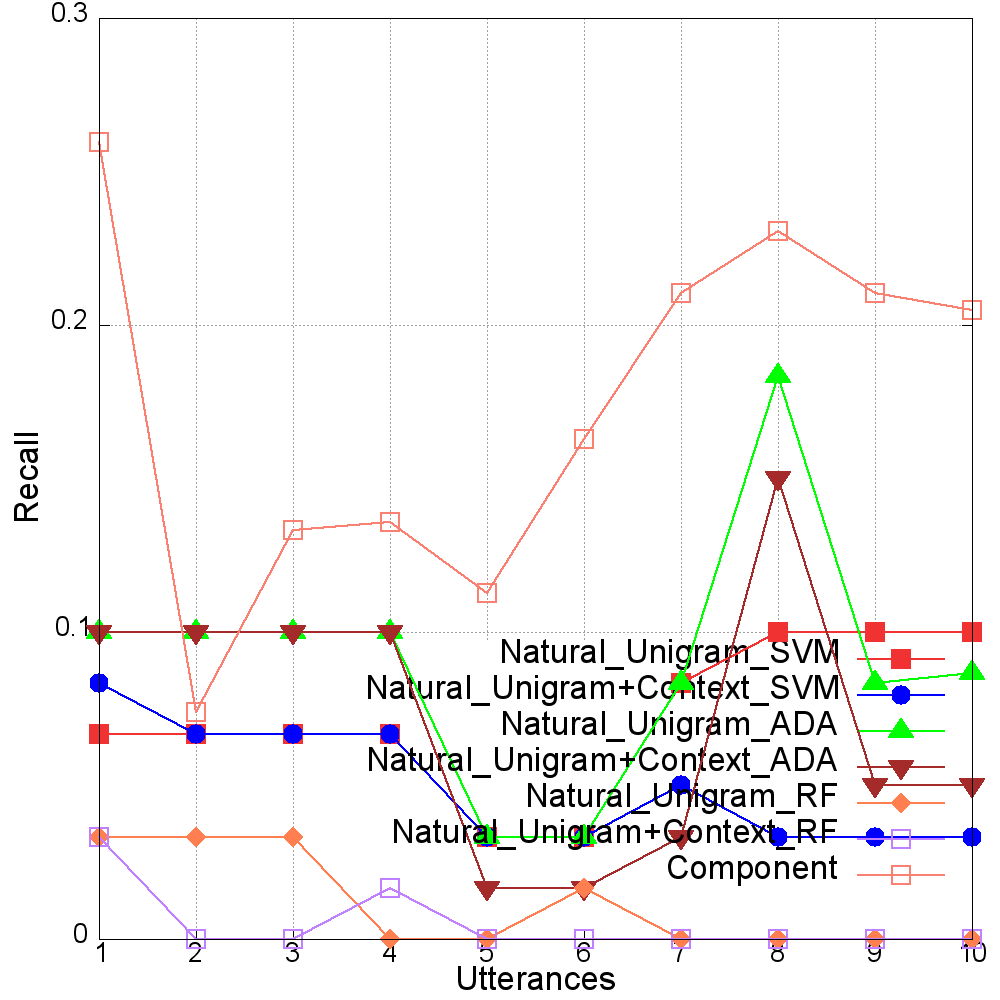 0.3
0.2
0.1
0
Recall
Natural_Unigram_SVM
Natural_Unigram+Context_SVM
Natural_Unigram_ADA
Natural_Unigram+Context_ADA
Natural_Unigram_RF
Natural_Unigram+Context_RF
Component
1 2 3 4 5 6 7 8 9 10
Utterances